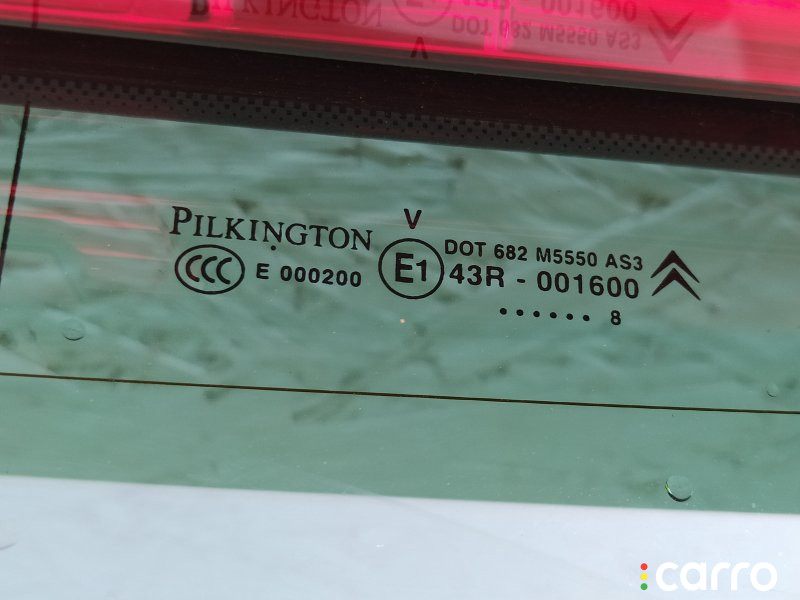 V
PILKINGTON
DOT 682 M5550 AS3
CCC E 000200 E1 43R - 001600
...... 8
carro